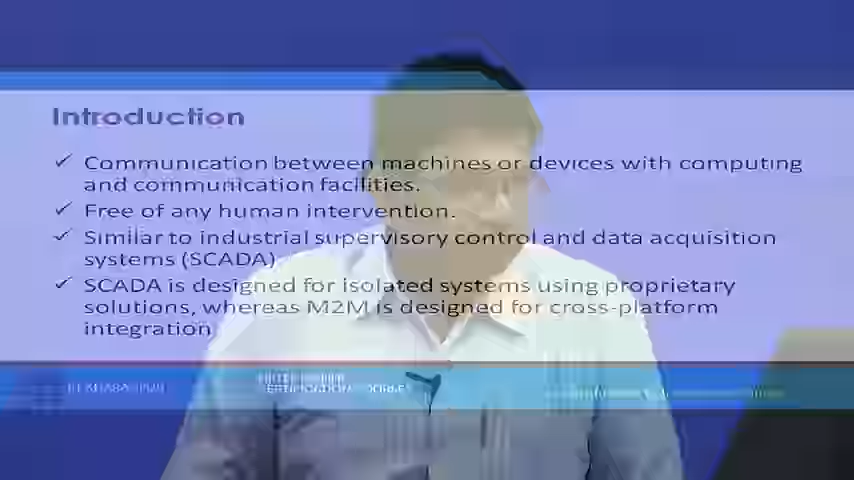 Introduction
✓ Communication between machines or devices with computing
and communication facilities.
✓ Free of any human intervention.
✓ Similar to industrial supervisory control and data acquisition
systems (SCADA).
✓ SCADA is designed for isolated systems using proprietary
solutions, whereas M2M is designed for cross-platform
integration